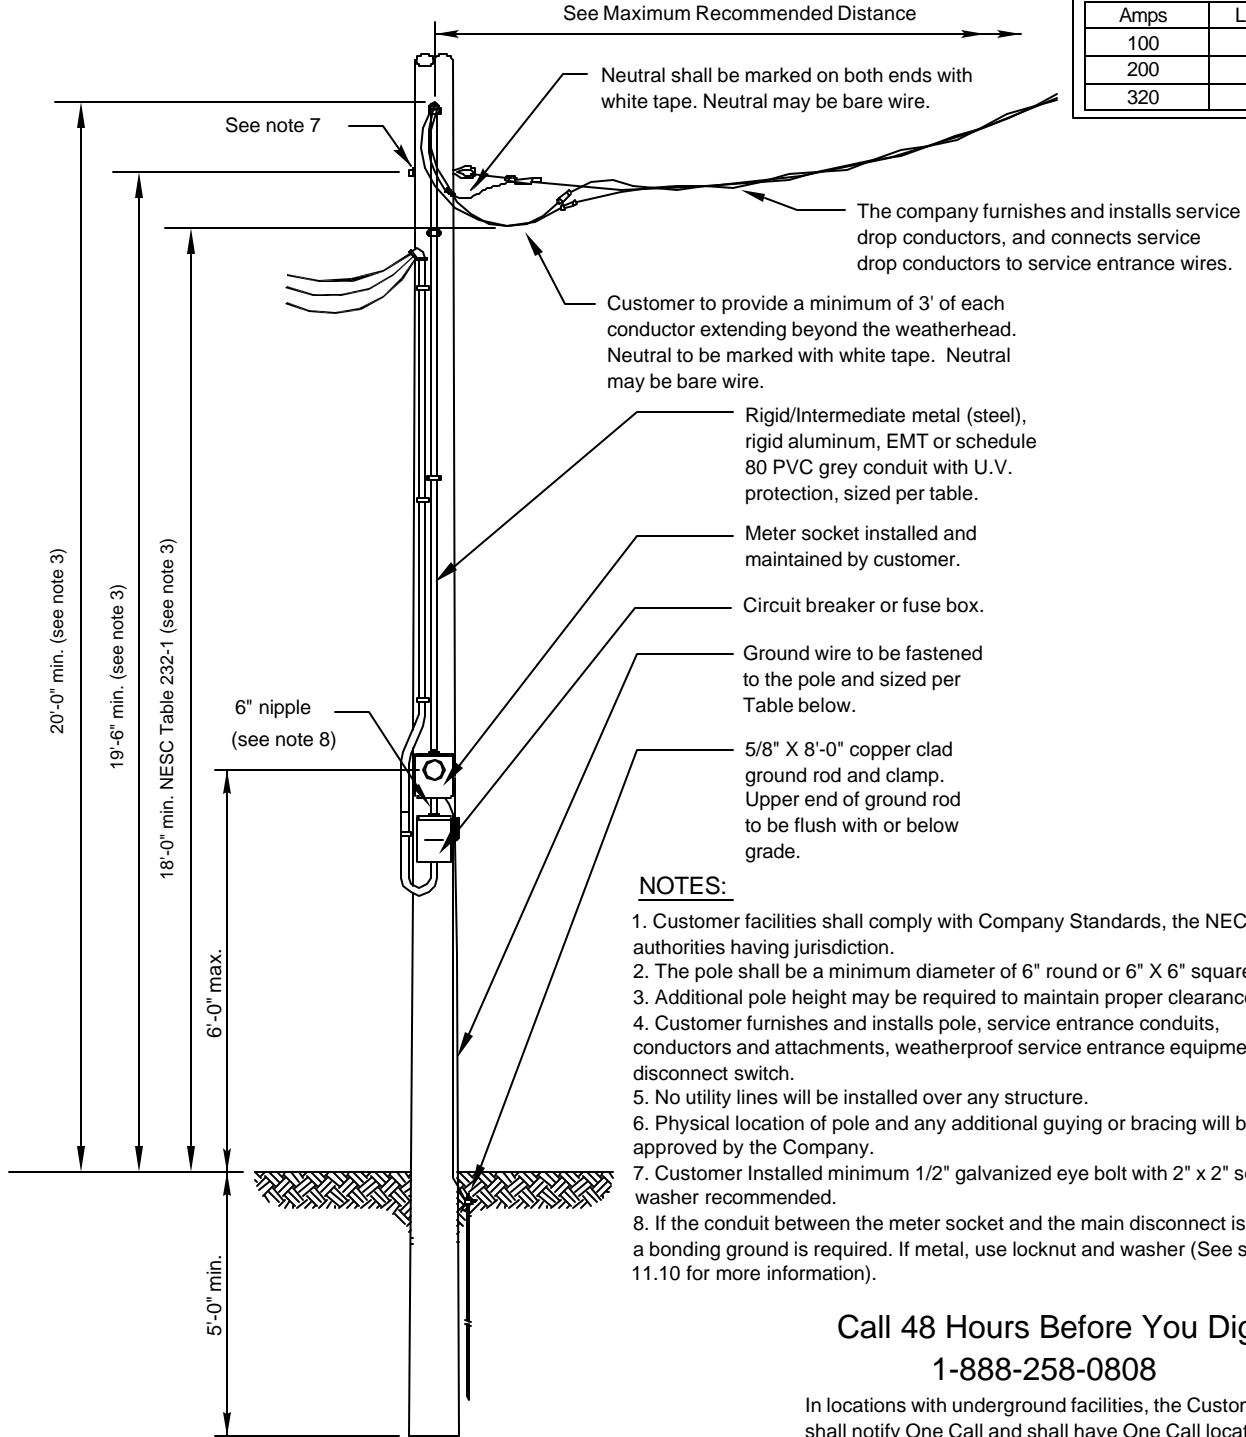 See Maximum Recommended Distance
Amps L
100
200
320
Neutral shall be marked on both ends with
white tape. Neutral may be bare wire.
See note 7
The company furnishes and installs service
drop conductors, and connects service
drop conductors to service entrance wires.
Customer to provide a minimum of 3' of each
conductor extending beyond the weatherhead.
Neutral to be marked with white tape. Neutral
may be bare wire.
Rigid/Intermediate metal (steel),
rigid aluminum, EMT or schedule
80 PVC grey conduit with U.V.
protection, sized per table.
Meter socket installed and
maintained by customer.
Circuit breaker or fuse box.
Ground wire to be fastened
to the pole and sized per
Table below.
5/8" X 8'-0" copper clad
ground rod and clamp.
Upper end of ground rod
to be flush with or below
grade.
20'-0" min. (see note 3)
19'-6" min. (see note 3)
18'-0" min. NESC Table 232-1 (see note 3)
6" nipple
(see note 8)
6'-0" max.
5'-0" min.
NOTES:
1. Customer facilities shall comply with Company Standards, the NEC
authorities having jurisdiction.
2. The pole shall be a minimum diameter of 6" round or 6" X 6" square
3. Additional pole height may be required to maintain proper clearance
4. Customer furnishes and installs pole, service entrance conduits,
conductors and attachments, weatherproof service entrance equipme
disconnect switch.
5. No utility lines will be installed over any structure.
6. Physical location of pole and any additional guying or bracing will b
approved by the Company.
7. Customer Installed minimum 1/2" galvanized eye bolt with 2" x 2" s
washer recommended.
8. If the conduit between the meter socket and the main disconnect is
a bonding ground is required. If metal, use locknut and washer (See s
11.10 for more information).
Call 48 Hours Before You Dig
1-888-258-0808
In locations with underground facilities, the Custo
shall notify One Call and shall have One Call locat